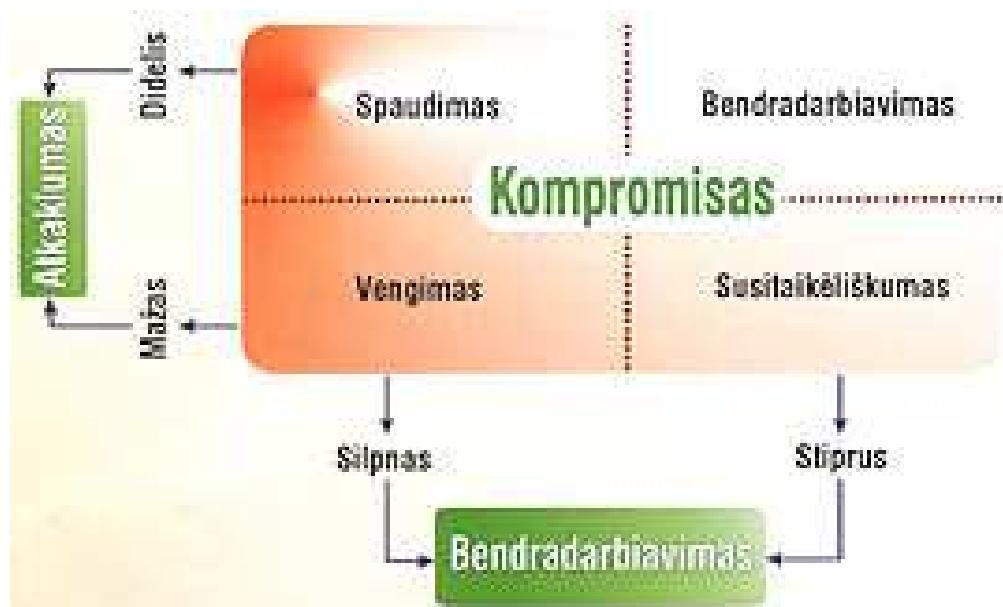 Didelis
Spaudimas
Bendradarbiavimas
Atkaklumas
Kompromisas
Vengimas
Susitaikėliškumas
Mažas
Silpnas
Stiprus
Bendradarbiavimas